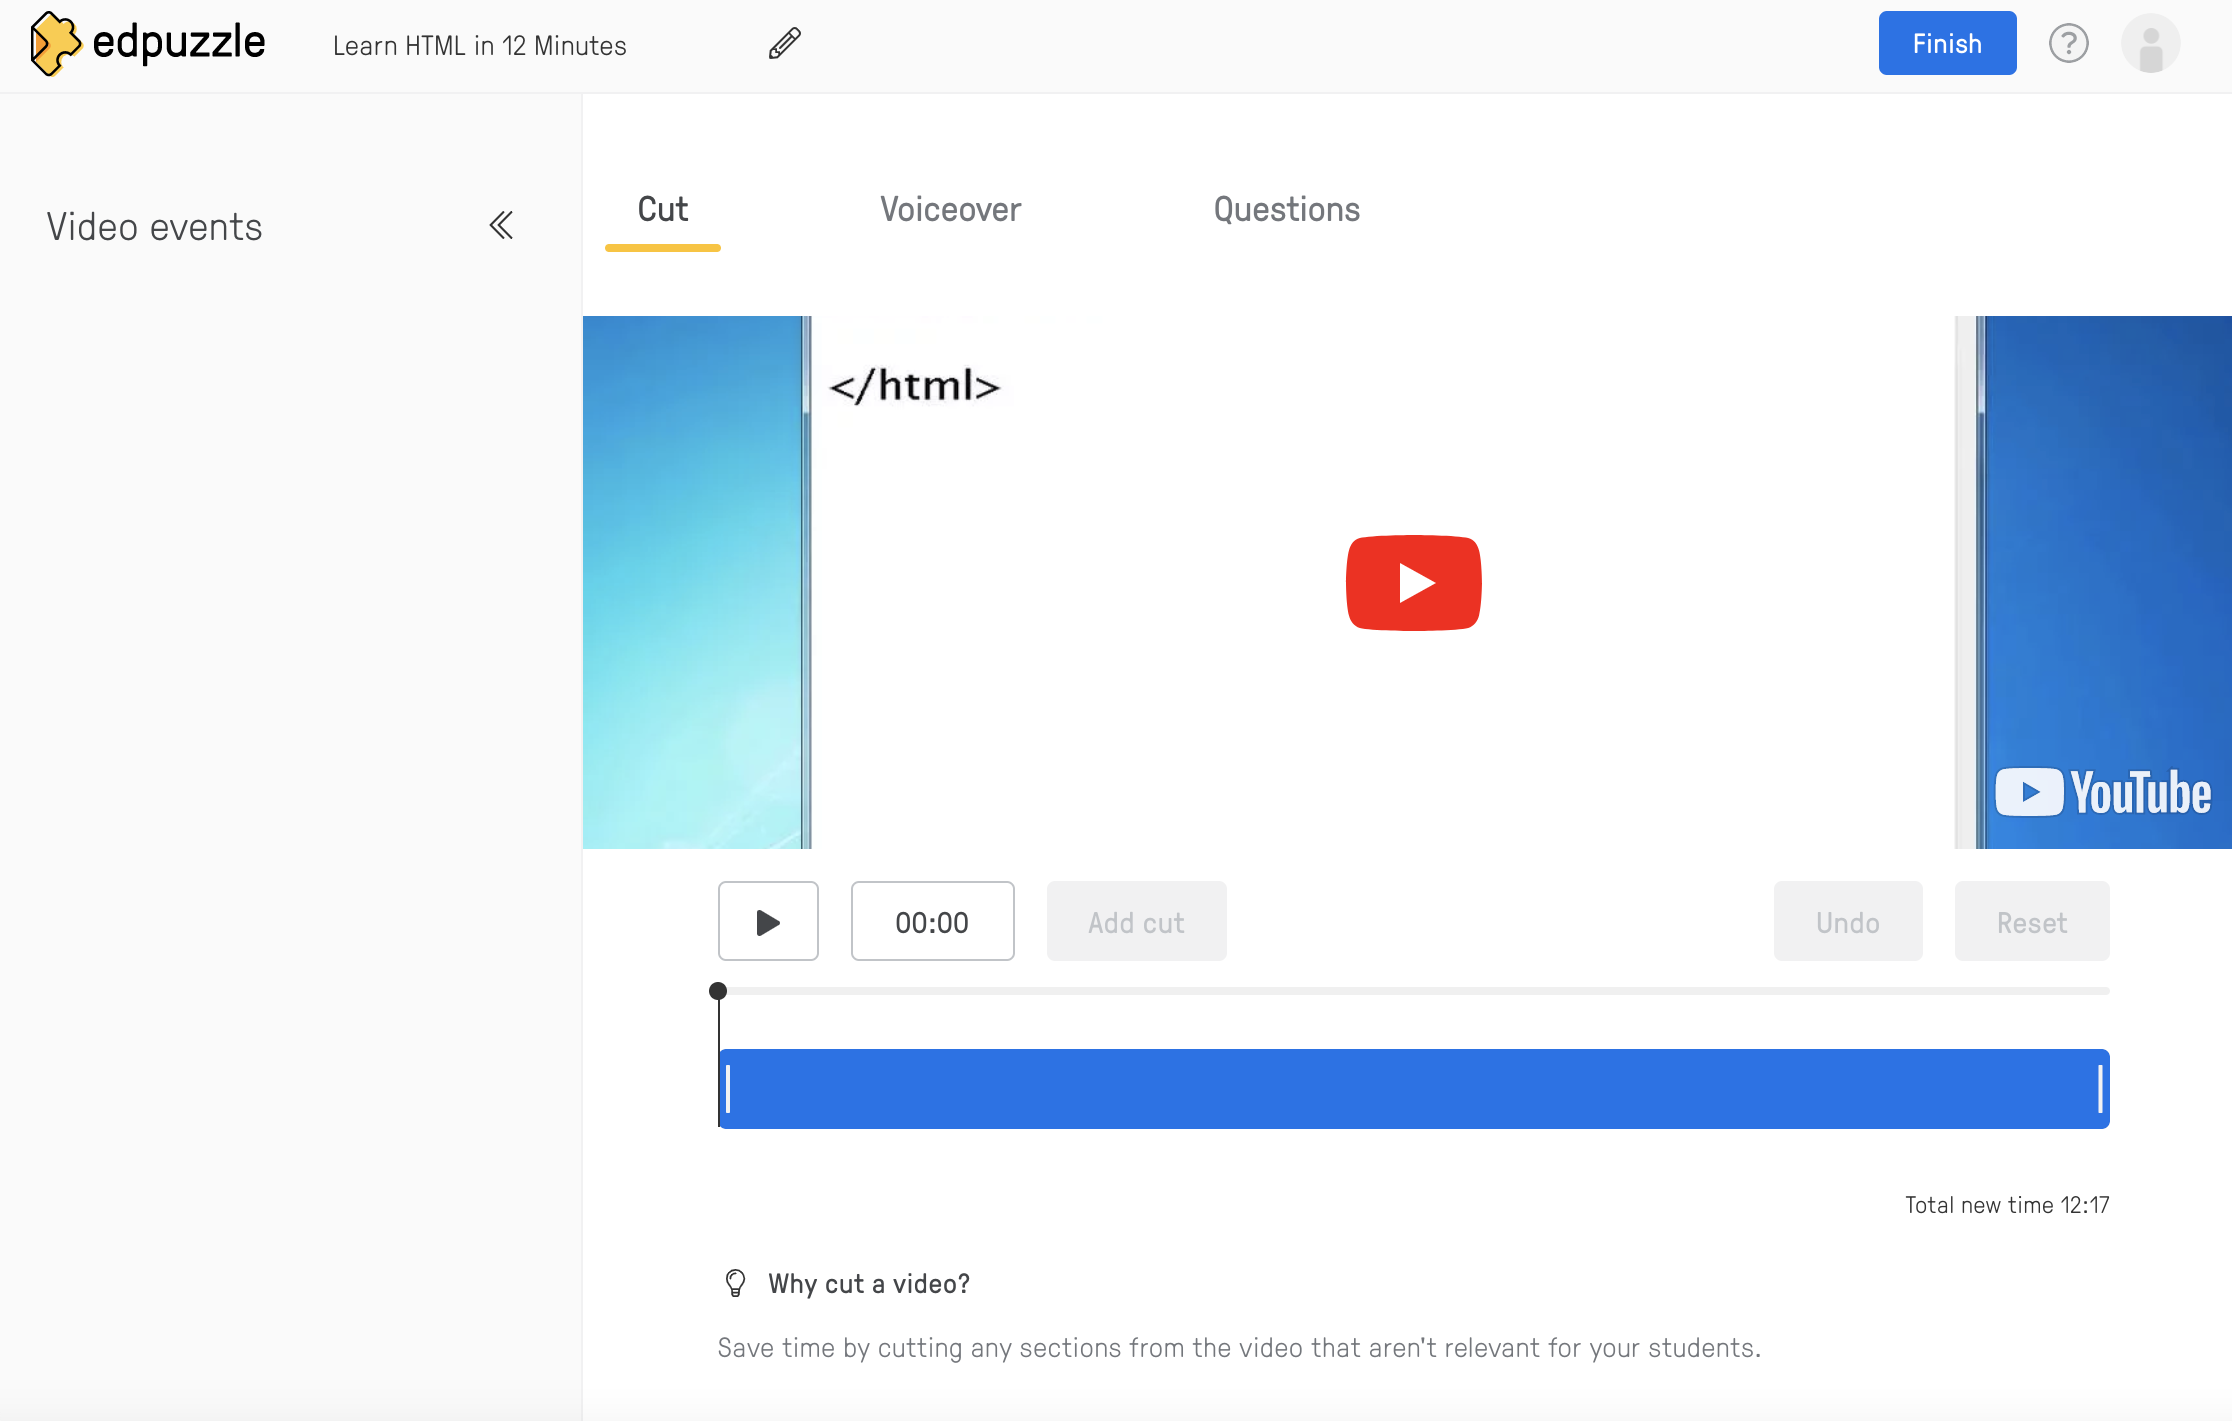 edpuzzle
Learn HTML in 12 Minutes
Finish
?
Video events
Cut
Voiceover
Questions
</html>
YouTube
00:00
Add cut
Undo
Reset
Total new time 12:17
Why cut a video?
Save time by cutting any sections from the video that aren't relevant for your students.